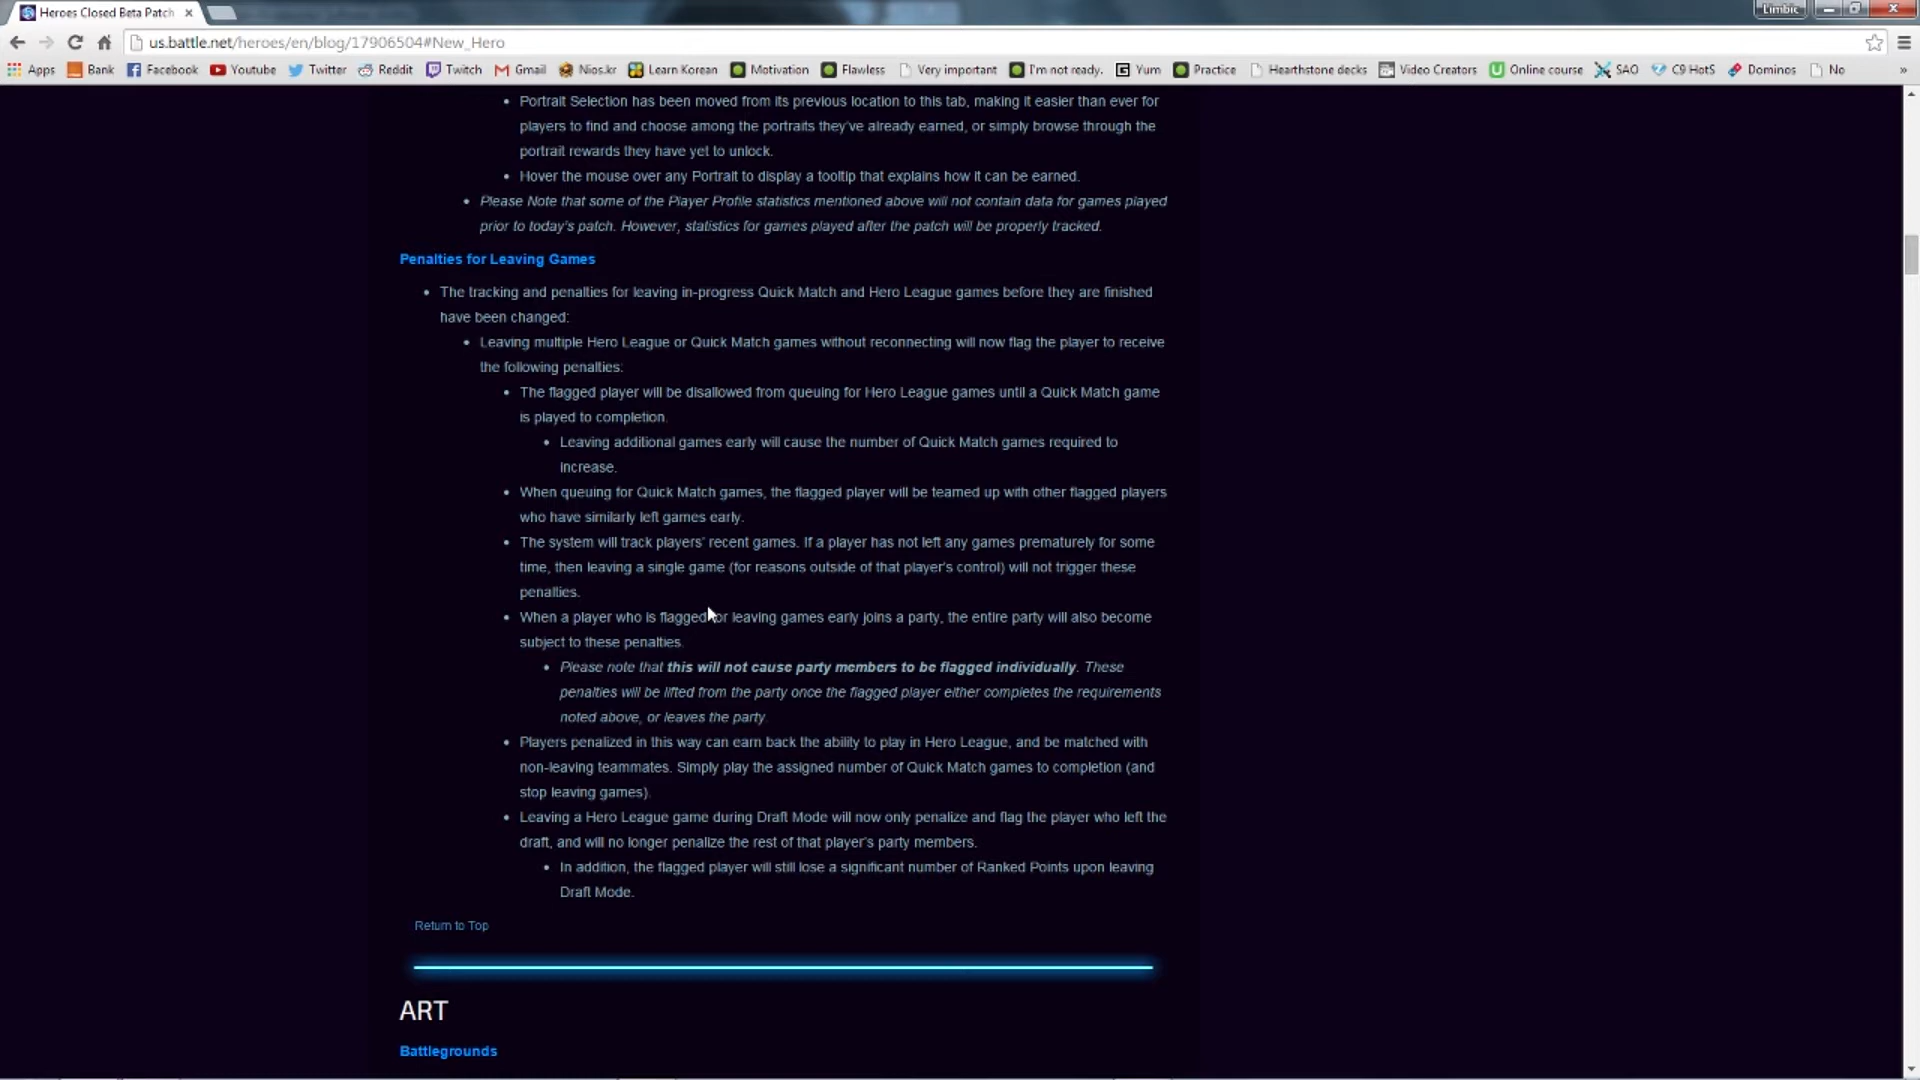 Heroes Closed Beta Patch
Limbic
us.battle.net/heroes/en/blog/17906504#New_Hero
Apps Bank Facebook Youtube Twitter Reddit Twitch Gmail Nios.kr Learn Korean Motivation Flawless Very important I'm not ready. Yum Practice Hearthstone decks Video Creators Online course SAO C9 HotS Dominos No »
• Portrait Selection has been moved from its previous location to this tab, making it easier than ever for
players to find and choose among the portraits they've already earned, or simply browse through the
portrait rewards they have yet to unlock.
• Hover the mouse over any Portrait to display a tooltip that explains how it can be earned.
• Please Note that some of the Player Profile statistics mentioned above will not contain data for games played
prior to today's patch. However, statistics for games played after the patch will be properly tracked.
Penalties for Leaving Games
• The tracking and penalties for leaving in-progress Quick Match and Hero League games before they are finished
have been changed:
• Leaving multiple Hero League or Quick Match games without reconnecting will now flag the player to receive
the following penalties:
• The flagged player will be disallowed from queuing for Hero League games until a Quick Match game
is played to completion.
• Leaving additional games early will cause the number of Quick Match games required to
increase.
• When queuing for Quick Match games, the flagged player will be teamed up with other flagged players
who have similarly left games early.
• The system will track players' recent games. If a player has not left any games prematurely for some
time, then leaving a single game (for reasons outside of that player's control) will not trigger these
penalties.
• When a player who is flagged for leaving games early joins a party, the entire party will also become
subject to these penalties.
• Please note that this will not cause party members to be flagged individually. These
penalties will be lifted from the party once the flagged player either completes the requirements
noted above, or leaves the party.
• Players penalized in this way can earn back the ability to play in Hero League, and be matched with
non-leaving teammates. Simply play the assigned number of Quick Match games to completion (and
stop leaving games).
• Leaving a Hero League game during Draft Mode will now only penalize and flag the player who left the
draft, and will no longer penalize the rest of that player's party members.
• In addition, the flagged player will still lose a significant number of Ranked Points upon leaving
Draft Mode.
Return to Top
ART
Battlegrounds